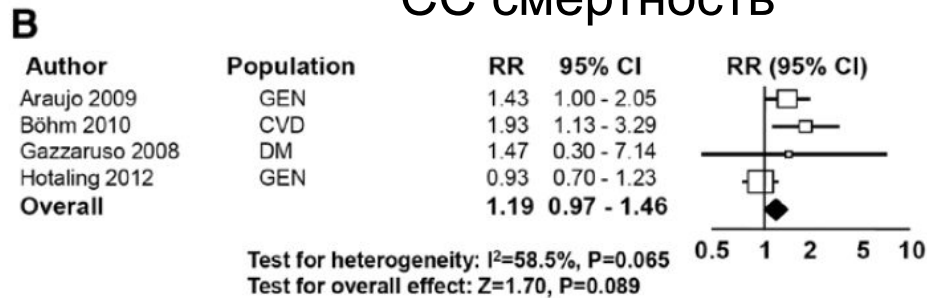 СС смертность
B
Author Population RR 95% CI RR (95% CI)
Araujo 2009 GEN 1.43 1.00 - 2.05
Böhm 2010 CVD 1.93 1.13 - 3.29
Gazzaruso 2008 DM 1.47 0.30 - 7.14
Hotaling 2012 GEN 0.93 0.70 - 1.23
Overall 1.19 0.97 - 1.46
0.5 1 2 5 10
Test for heterogeneity: I²=58.5%, P=0.065
Test for overall effect: Z=1.70, P=0.089